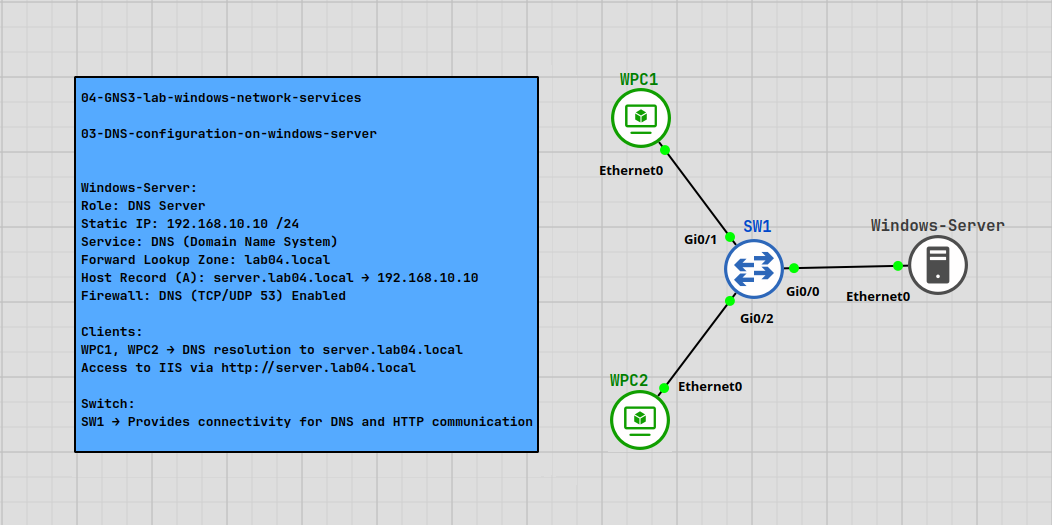 04-GNS3-lab-windows-network-services
03-DNS-configuration-on-windows-server
Windows-Server:
Role: DNS Server
Static IP: 192.168.10.10 /24
Service: DNS (Domain Name System)
Forward Lookup Zone: lab04.local
Host Record (A): server.lab04.local → 192.168.10.10
Firewall: DNS (TCP/UDP 53) Enabled
Clients:
WPC1, WPC2 → DNS resolution to server.lab04.local
Access to IIS via http://server.lab04.local
Switch:
SW1 → Provides connectivity for DNS and HTTP communication
WPC1
Ethernet0
Gi0/1
SW1
Windows-Server
Gi0/0
Ethernet0
Gi0/2
WPC2
Ethernet0